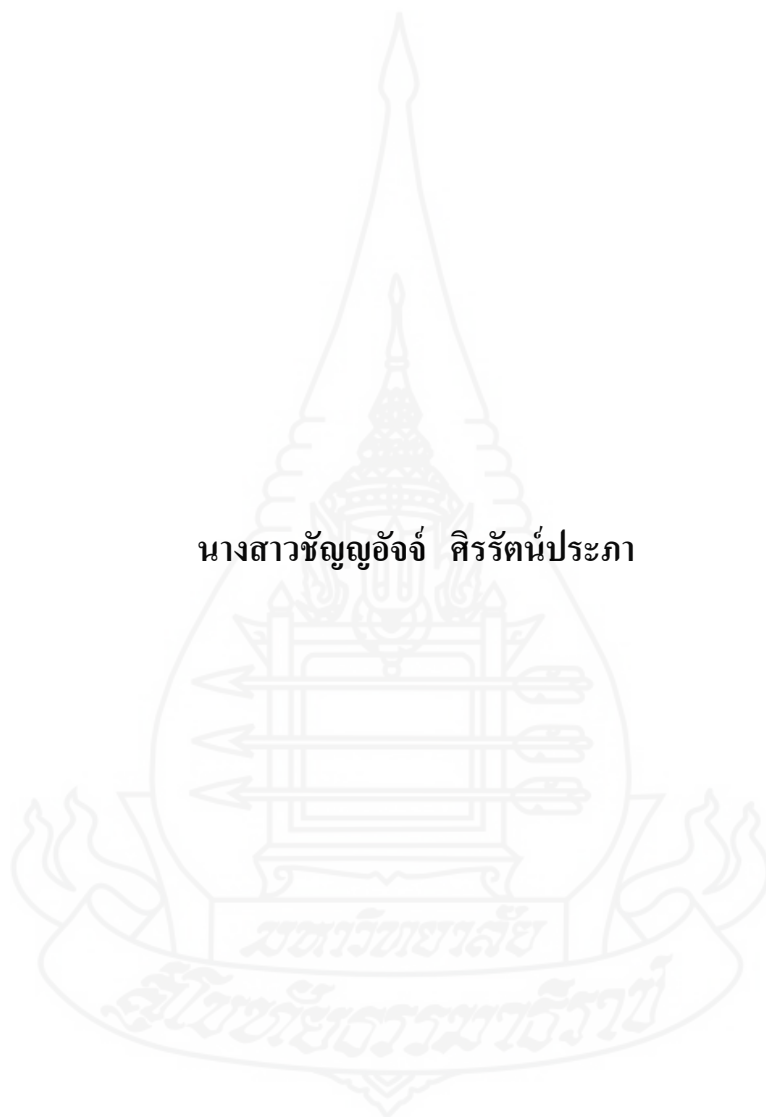 นางสาวชัญญอัจจ์ ศิรรัตน์ประภา
มหาวิทยาลัย
สุโขทัยธรรมาธิราช